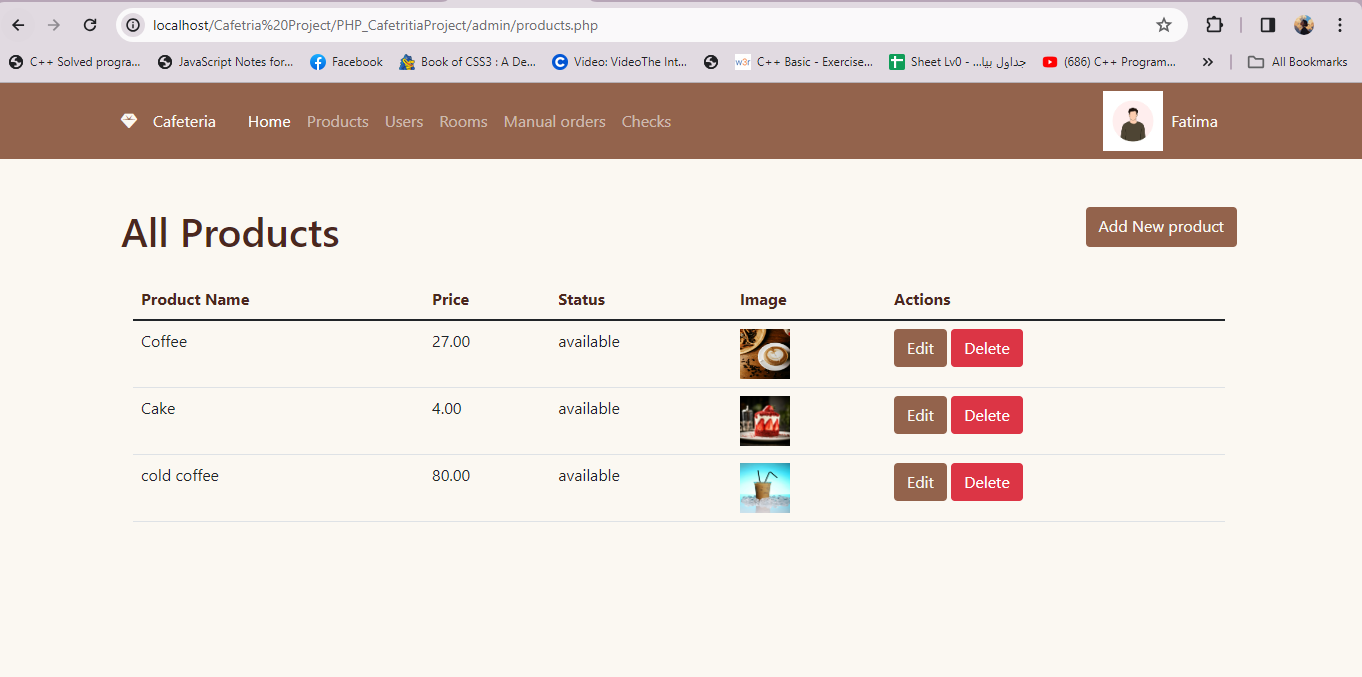 localhost/Cafetria%20Project/PHP_CafetritiaProject/admin/products.php
C++ Solved progra... JavaScript Notes for... Facebook Book of CSS3 : A De... Video: VideoThe Int... w3r C++ Basic - Exercise... Sheet Lv0 - ...جداول بيا (686) C++ Program... » All Bookmarks
Cafeteria Home Products Users Rooms Manual orders Checks Fatima
All Products Add New product
Product Name Price Status Image Actions
Coffee 27.00 available Edit Delete
Cake 4.00 available Edit Delete
cold coffee 80.00 available Edit Delete